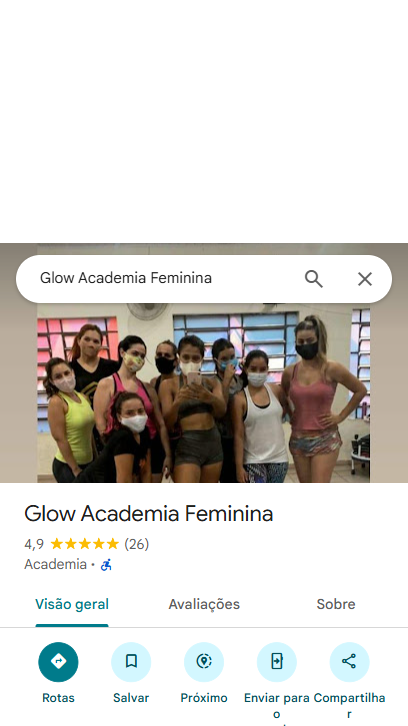 Glow Academia Feminina
Glow Academia Feminina
4,9 (26)
Academia ·
Visão geral Avaliações Sobre
Rotas Salvar Próximo Enviar para o Compartilhar